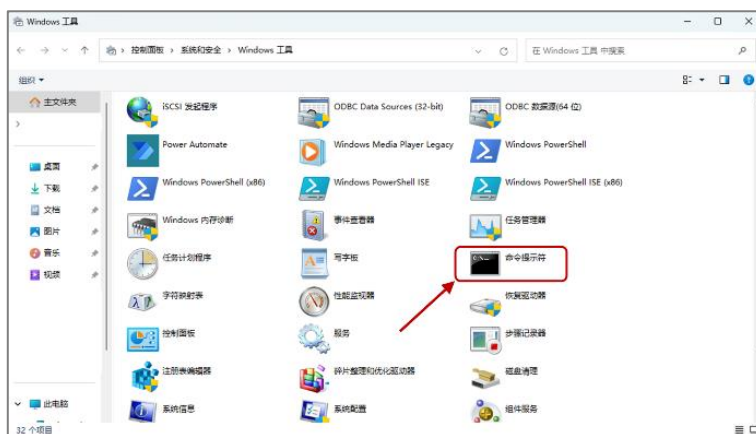 Windows 工具
控制面板 › 系统和安全 › Windows 工具
在 Windows 工具 中搜索
组织
主文件夹
桌面
下载
文档
图片
音乐
视频
此电脑
iSCSI 发起程序
ODBC Data Sources (32-bit)
ODBC 数据源(64 位)
Power Automate
Windows Media Player Legacy
Windows PowerShell
Windows PowerShell (x86)
Windows PowerShell ISE
Windows PowerShell ISE (x86)
Windows 内存诊断
事件查看器
任务管理器
任务计划程序
写字板
命令提示符
字符映射表
性能监视器
恢复驱动器
控制面板
服务
步骤记录器
注册表编辑器
碎片整理和优化驱动器
磁盘清理
系统信息
系统配置
组件服务
32 个项目